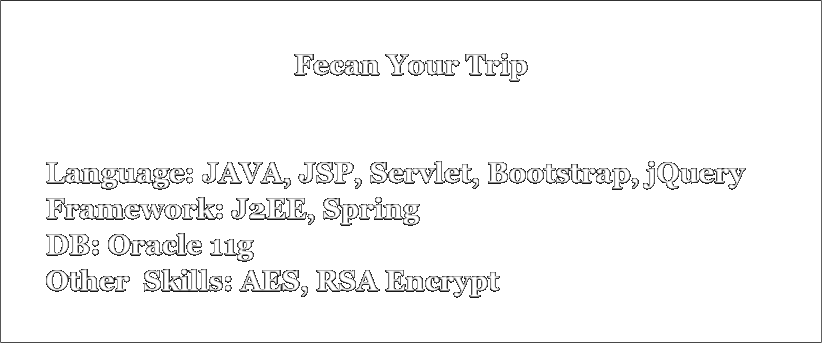 Fecan Your Trip
Language: JAVA, JSP, Servlet, Bootstrap, jQuery
Framework: J2EE, Spring
DB: Oracle 11g
Other  Skills: AES, RSA Encrypt